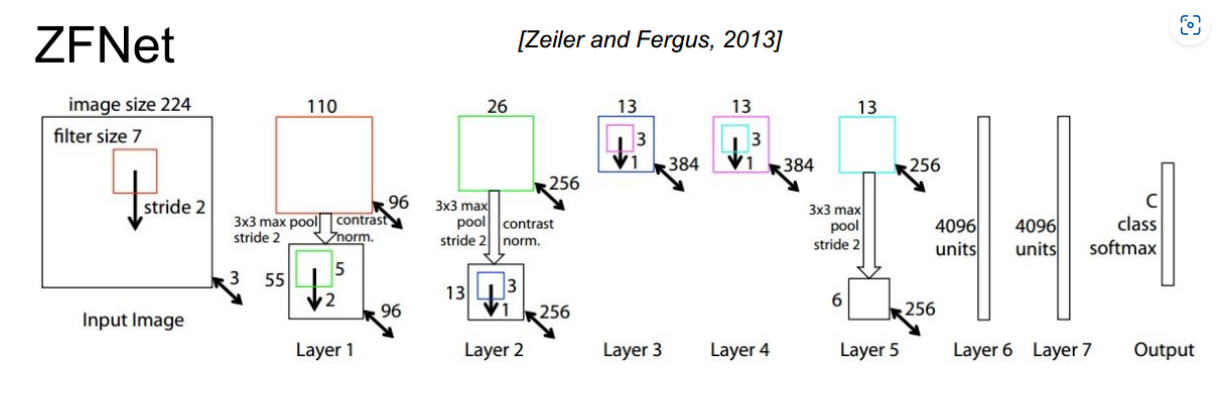 ZFNet
[Zeiler and Fergus, 2013]
image size 224
filter size 7
stride 2
3
Input Image
110
96
3x3 max pool
stride 2
contrast
norm.
55
5
2
96
Layer 1
26
256
3x3 max
pool
stride 2
contrast
norm.
13
3
1
256
Layer 2
13
3
1
384
Layer 3
13
3
1
384
Layer 4
13
256
3x3 max
pool
stride 2
6
256
Layer 5
4096
units
Layer 6
4096
units
Layer 7
C
class
softmax
Output